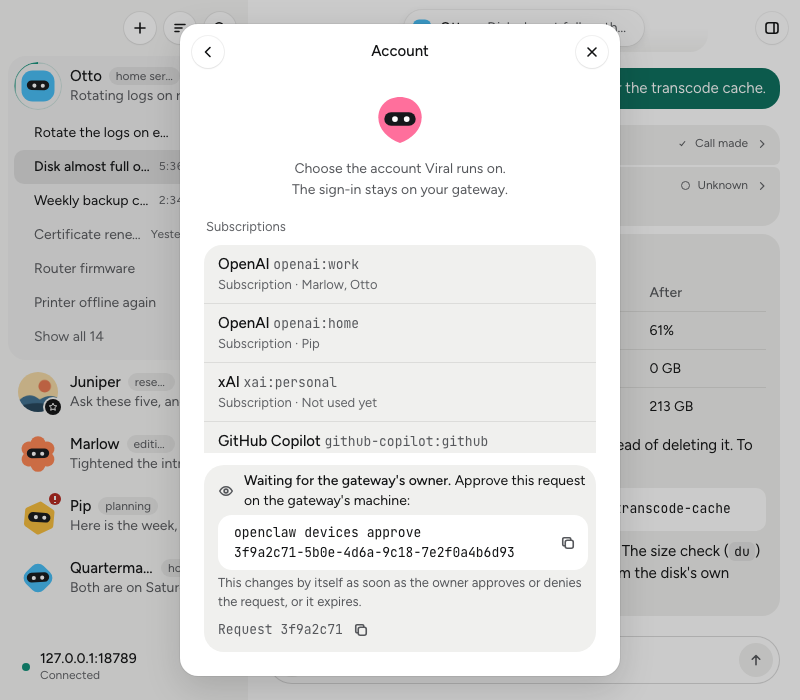 Otto
home ser...
Rotating logs on
Rotate the logs on e...
Disk almost full o...
5:36
Weekly backup c...
2:34
Certificate rene...
Yeste
Router firmware
Printer offline again
Show all 14
Juniper
rese...
Ask these five, an
Marlow
editi...
Tightened the intr
Pip
planning
Here is the week,
Quarterma...
ho
Both are on Satur
127.0.0.1:18789
Connected
Account
Choose the account Viral runs on.
The sign-in stays on your gateway.
Subscriptions
OpenAI openai:work
Subscription · Marlow, Otto
OpenAI openai:home
Subscription · Pip
xAI xai:personal
Subscription · Not used yet
GitHub Copilot github-copilot:github
Waiting for the gateway's owner. Approve this request
on the gateway's machine:
openclaw devices approve
3f9a2c71-5b0e-4d6a-9c18-7e2f0a4b6d93
This changes by itself as soon as the owner approves or denies
the request, or it expires.
Request 3f9a2c71
the transcode cache.
Call made
Unknown
After
61%
0 GB
213 GB
ead of deleting it. To
transcode-cache
The size check (du)
m the disk's own